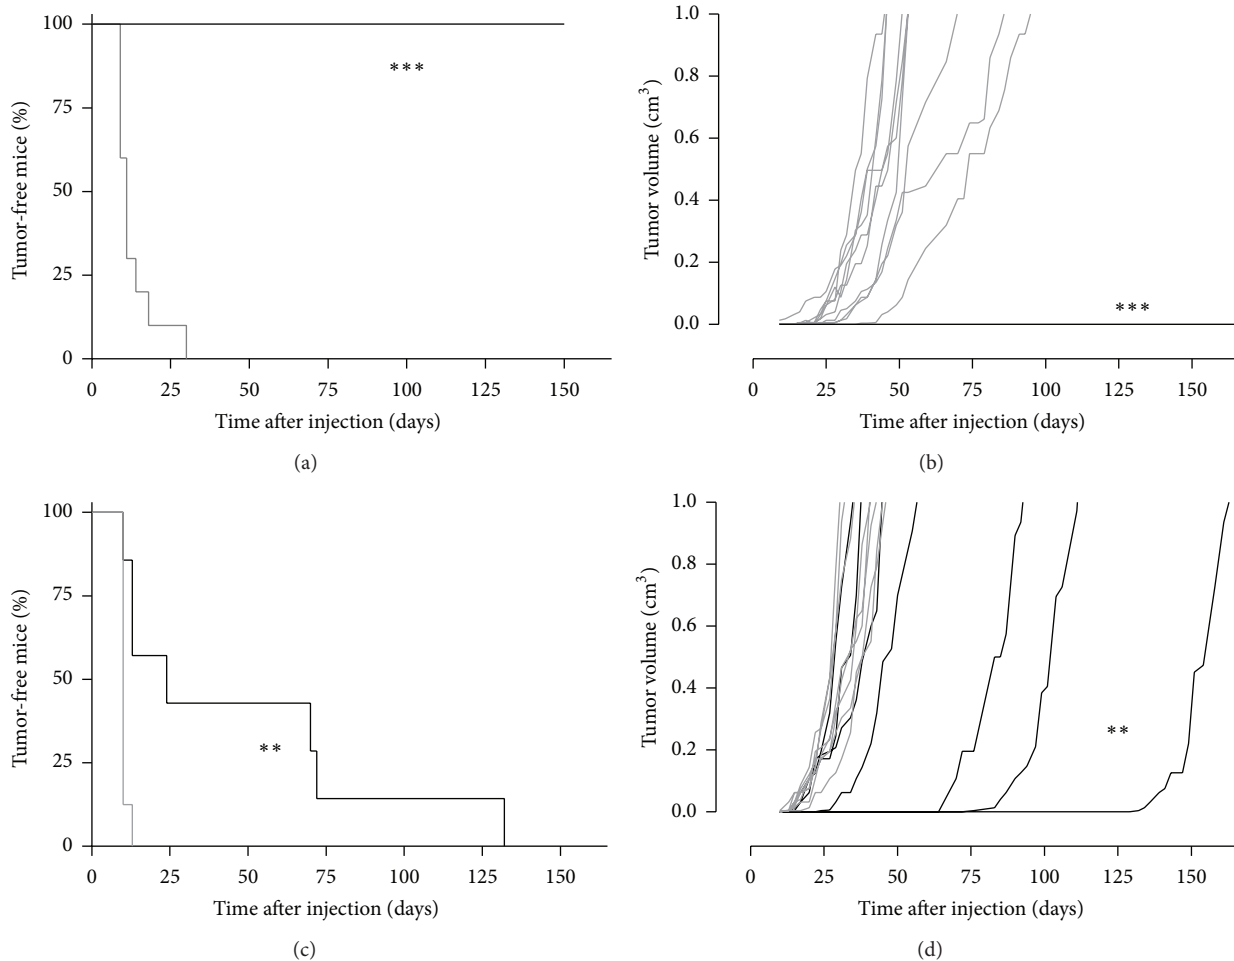 100
75
50
25
0
Tumor-free mice (%)
***
0 25 50 75 100 125 150
Time after injection (days)
(a)
1.0
0.8
0.6
0.4
0.2
0.0
Tumor volume (cm³)
***
0 25 50 75 100 125 150
Time after injection (days)
(b)
100
75
50
25
0
Tumor-free mice (%)
**
0 25 50 75 100 125 150
Time after injection (days)
(c)
1.0
0.8
0.6
0.4
0.2
0.0
Tumor volume (cm³)
**
0 25 50 75 100 125 150
Time after injection (days)
(d)